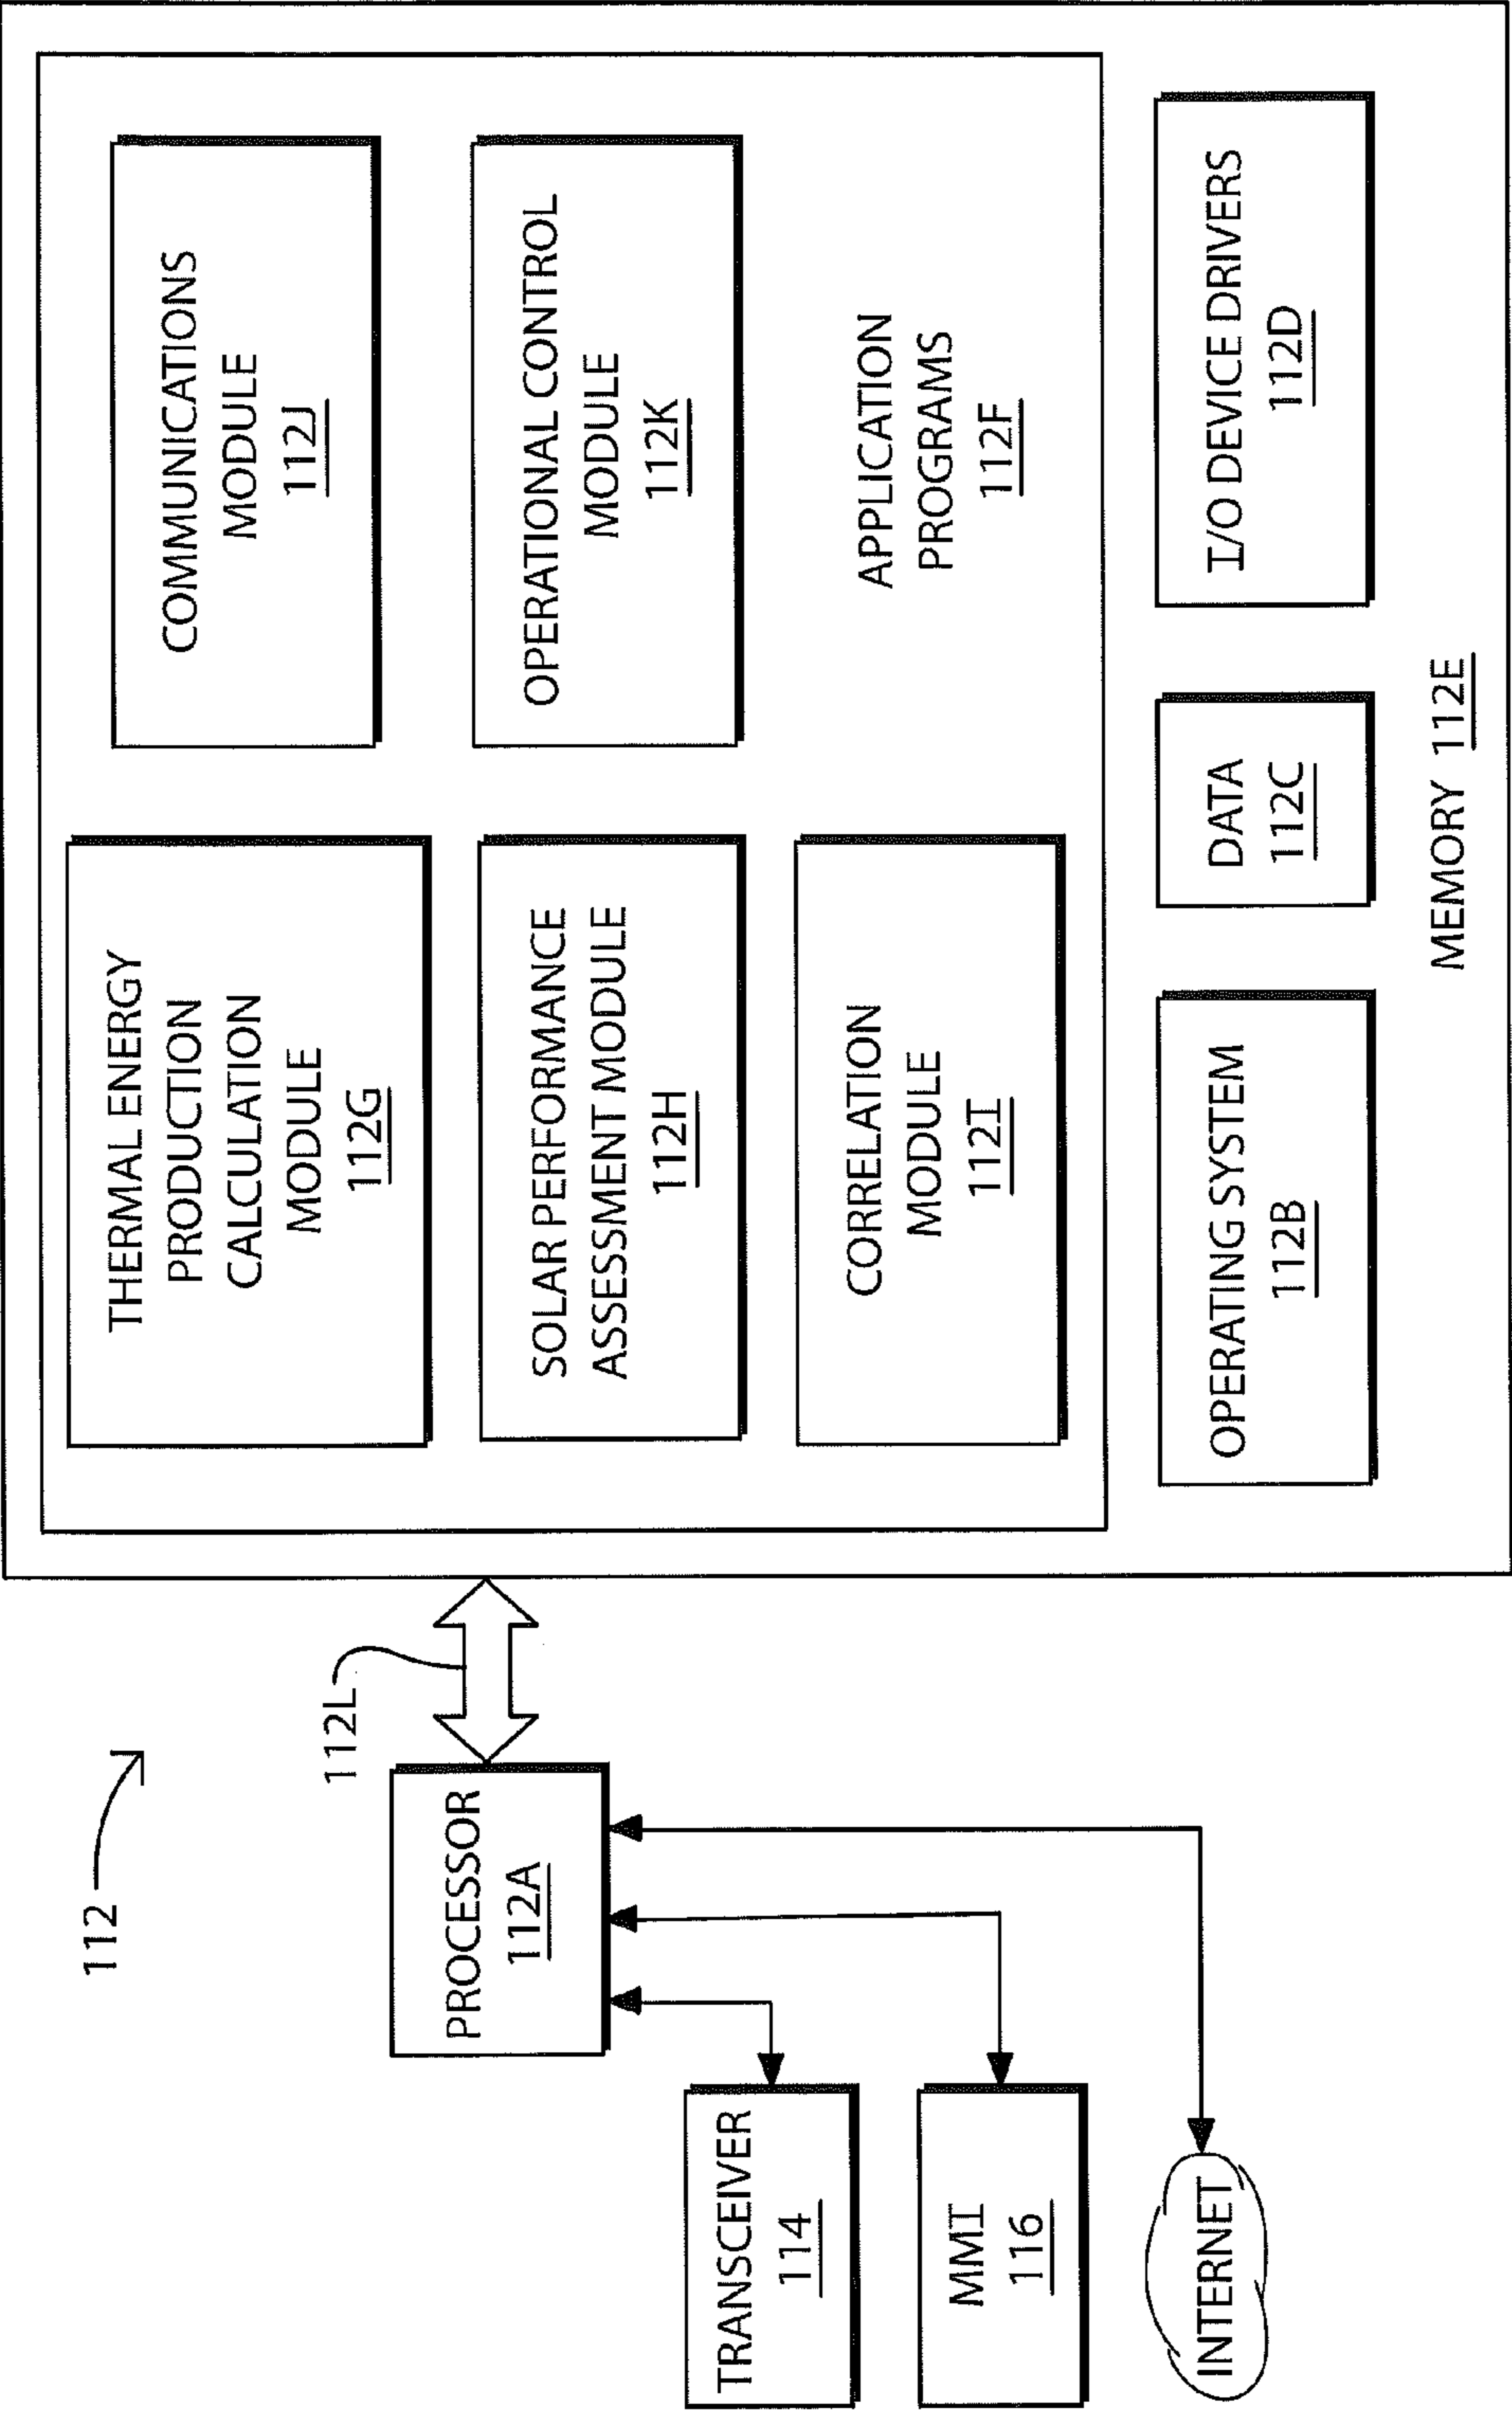 112
112L
PROCESSOR
112A
TRANSCEIVER
114
MMI
116
INTERNET
THERMAL ENERGY
PRODUCTION
CALCULATION
MODULE
112G
SOLAR PERFORMANCE
ASSESSMENT MODULE
112H
CORRELATION
MODULE
112I
COMMUNICATIONS
MODULE
112J
OPERATIONAL CONTROL
MODULE
112K
APPLICATION
PROGRAMS
112F
OPERATING SYSTEM
112B
DATA
112C
I/O DEVICE DRIVERS
112D
MEMORY 112E